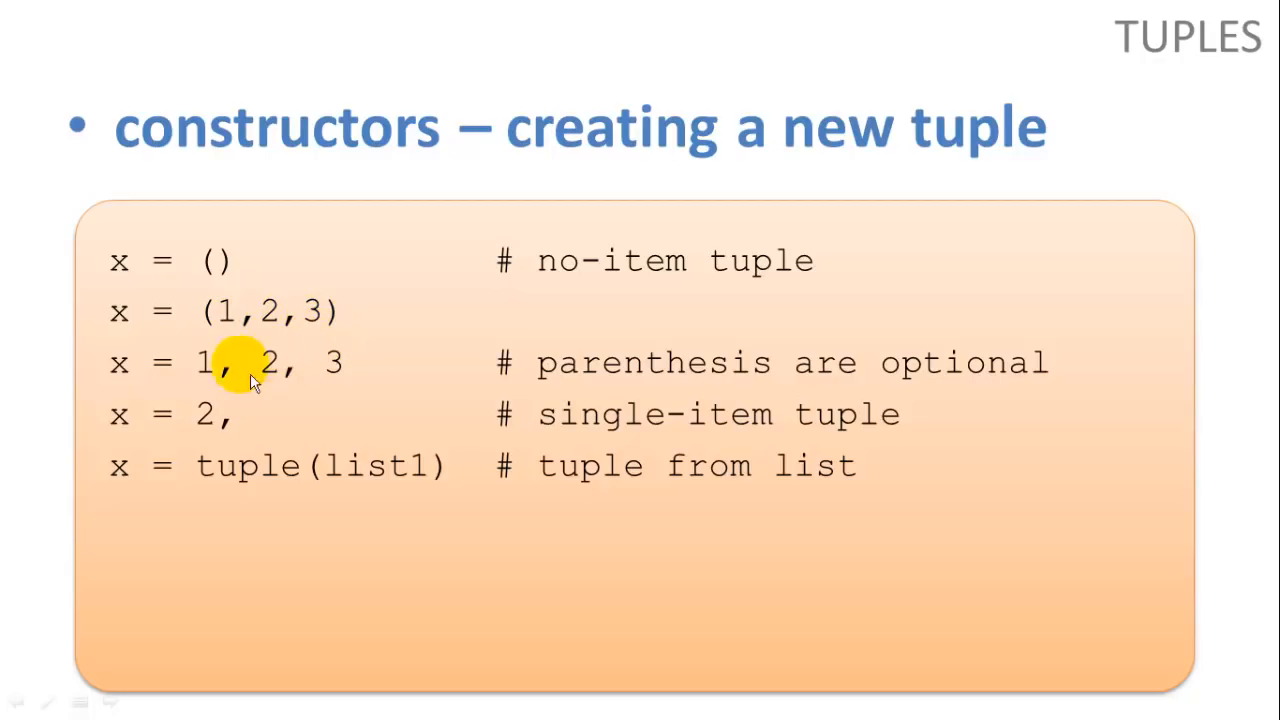 TUPLES
• constructors – creating a new tuple
x = ()            # no-item tuple
x = (1,2,3)
x = 1, 2, 3       # parenthesis are optional
x = 2,            # single-item tuple
x = tuple(list1)  # tuple from list